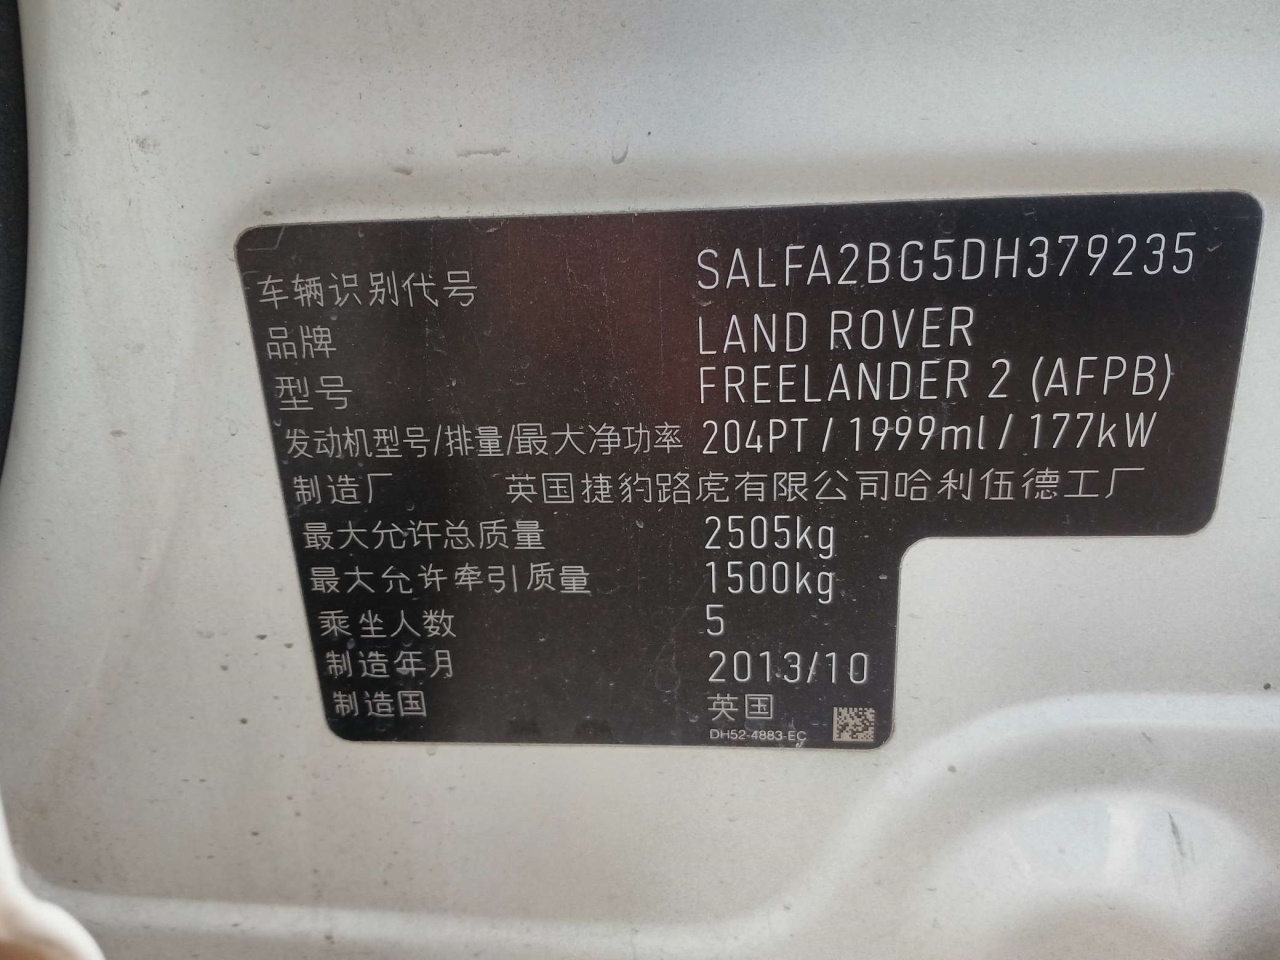 车辆识别代号 SALFA2BG5DH379235
品牌 LAND ROVER
型号 FREELANDER 2 (AFPB)
发动机型号/排量/最大净功率 204PT / 1999ml / 177kW
制造厂 英国捷豹路虎有限公司哈利伍德工厂
最大允许总质量 2505kg
最大允许牵引质量 1500kg
乘坐人数 5
制造年月 2013/10
制造国 英国
DH52-4883-EC